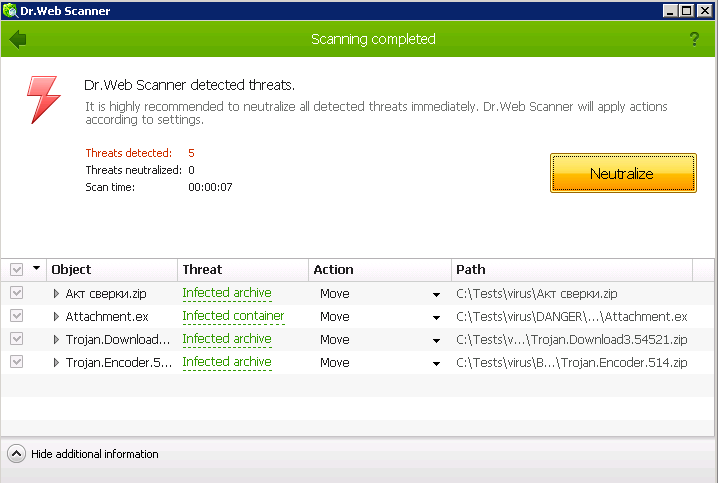 Dr.Web Scanner
Scanning completed
?
Dr.Web Scanner detected threats.
It is highly recommended to neutralize all detected threats immediately. Dr.Web Scanner will apply actions
according to settings.
Threats detected: 5
Threats neutralized: 0
Scan time: 00:00:07
Neutralize
Object Threat Action Path
Акт сверки.zip Infected archive Move C:\Tests\virus\Акт сверки.zip
Attachment.ex Infected container Move C:\Tests\virus\DANGER\...\Attachment.ex
Trojan.Download... Infected archive Move C:\Tests\v...\Trojan.Download3.54521.zip
Trojan.Encoder.5... Infected archive Move C:\Tests\virus\B...\Trojan.Encoder.514.zip
Hide additional information